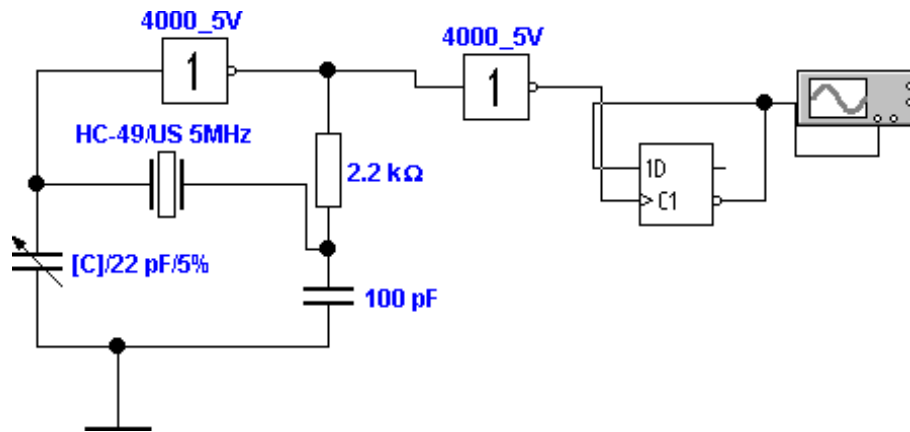 4000_5V
4000_5V
1
1
HC-49/US 5MHz
2.2 kΩ
1D
C1
[C]/22 pF/5%
100 pF